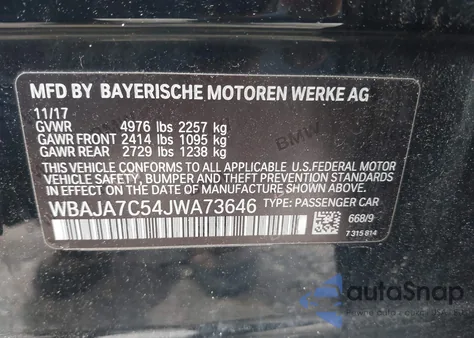 MFD BY BAYERISCHE MOTOREN WERKE AG
11/17
GVWR 4976 lbs 2257 kg
GAWR FRONT 2414 lbs 1095 kg
GAWR REAR 2729 lbs 1238 kg
THIS VEHICLE CONFORMS TO ALL APPLICABLE U.S. FEDERAL MOTOR
VEHICLE SAFETY, BUMPER AND THEFT PREVENTION
STANDARDS IN EFFECT ON THE
DATE OF MANUFACTURE SHOWN ABOVE.
WBAJA7C54JWA73646 TYPE: PASSENGER CAR
668/9
7 315 814
autoSnap